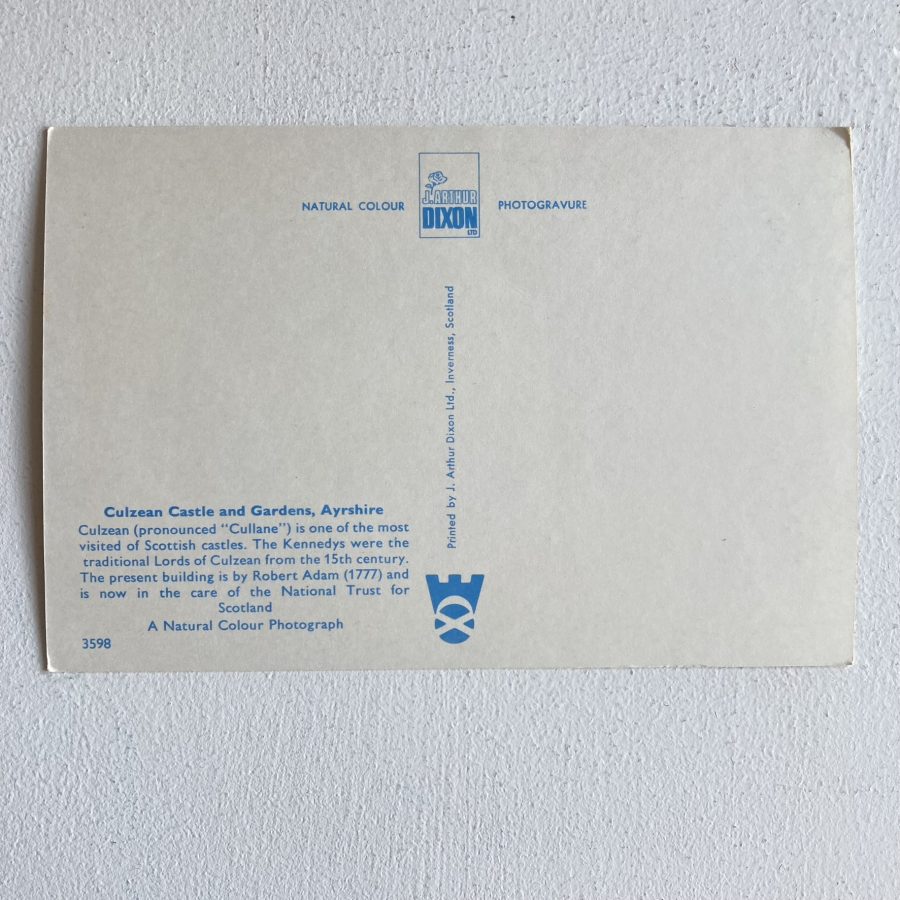 NATURAL COLOUR
J. ARTHUR
DIXON
LTD
PHOTOGRAVURE
Printed by J. Arthur Dixon Ltd., Inverness, Scotland
Culzean Castle and Gardens, Ayrshire
Culzean (pronounced "Cullane") is one of the most
visited of Scottish castles. The Kennedys were the
traditional Lords of Culzean from the 15th century.
The present building is by Robert Adam (1777) and
is now in the care of the National Trust for
Scotland
A Natural Colour Photograph
3598